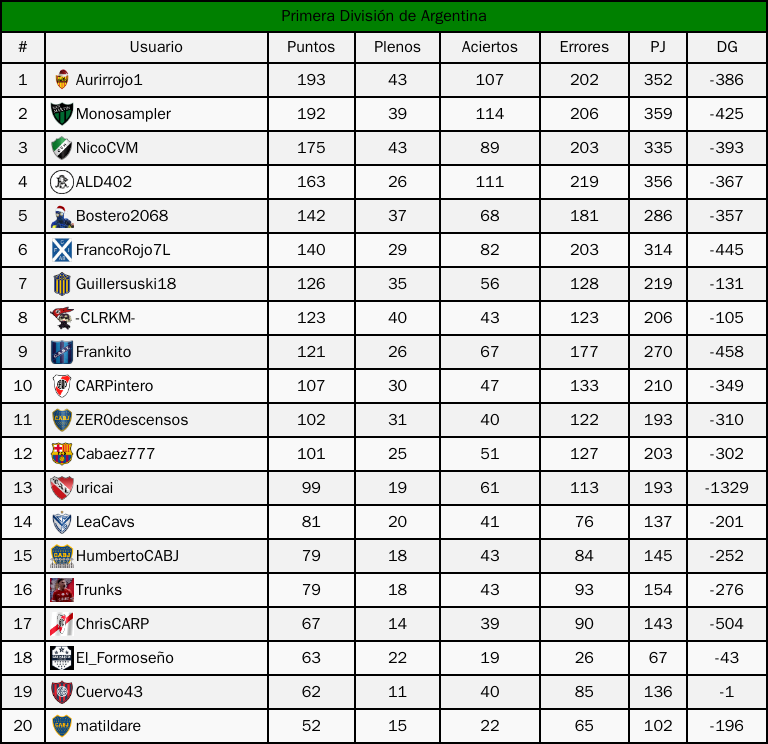 Primera División de Argentina
# Usuario Puntos Plenos Aciertos Errores PJ DG
1 Aurirrojo1 193 43 107 202 352 -386
2 Monosampler 192 39 114 206 359 -425
3 NicoCVM 175 43 89 203 335 -393
4 ALD402 163 26 111 219 356 -367
5 Bostero2068 142 37 68 181 286 -357
6 FrancoRojo7L 140 29 82 203 314 -445
7 Guillersuski18 126 35 56 128 219 -131
8 -CLRKM- 123 40 43 123 206 -105
9 Frankito 121 26 67 177 270 -458
10 CARPintero 107 30 47 133 210 -349
11 ZER0descensos 102 31 40 122 193 -310
12 Cabaez777 101 25 51 127 203 -302
13 uricai 99 19 61 113 193 -1329
14 LeaCavs 81 20 41 76 137 -201
15 HumbertoCABJ 79 18 43 84 145 -252
16 Trunks 79 18 43 93 154 -276
17 ChrisCARP 67 14 39 90 143 -504
18 El_Formoseño 63 22 19 26 67 -43
19 Cuervo43 62 11 40 85 136 -1
20 matildare 52 15 22 65 102 -196